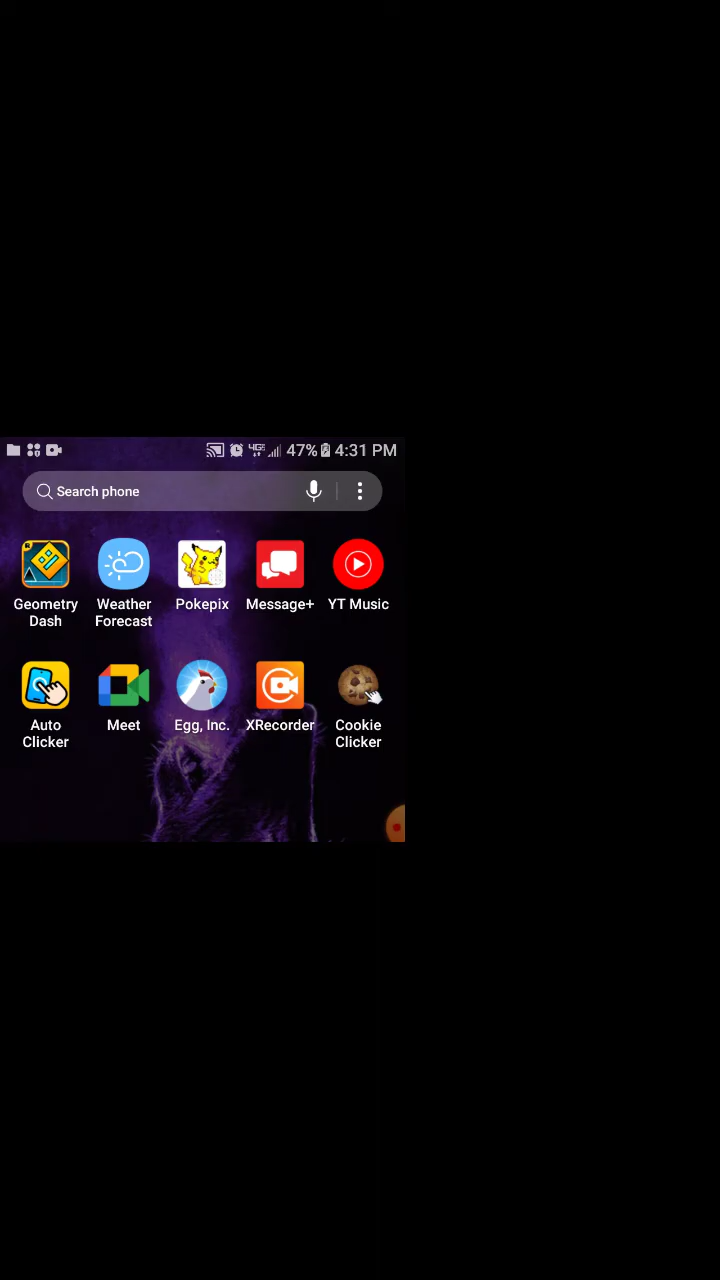 4G 47% 4:31 PM
Search phone
Geometry Dash
Weather Forecast
Pokepix
Message+
YT Music
Auto Clicker
Meet
Egg, Inc.
XRecorder
Cookie Clicker